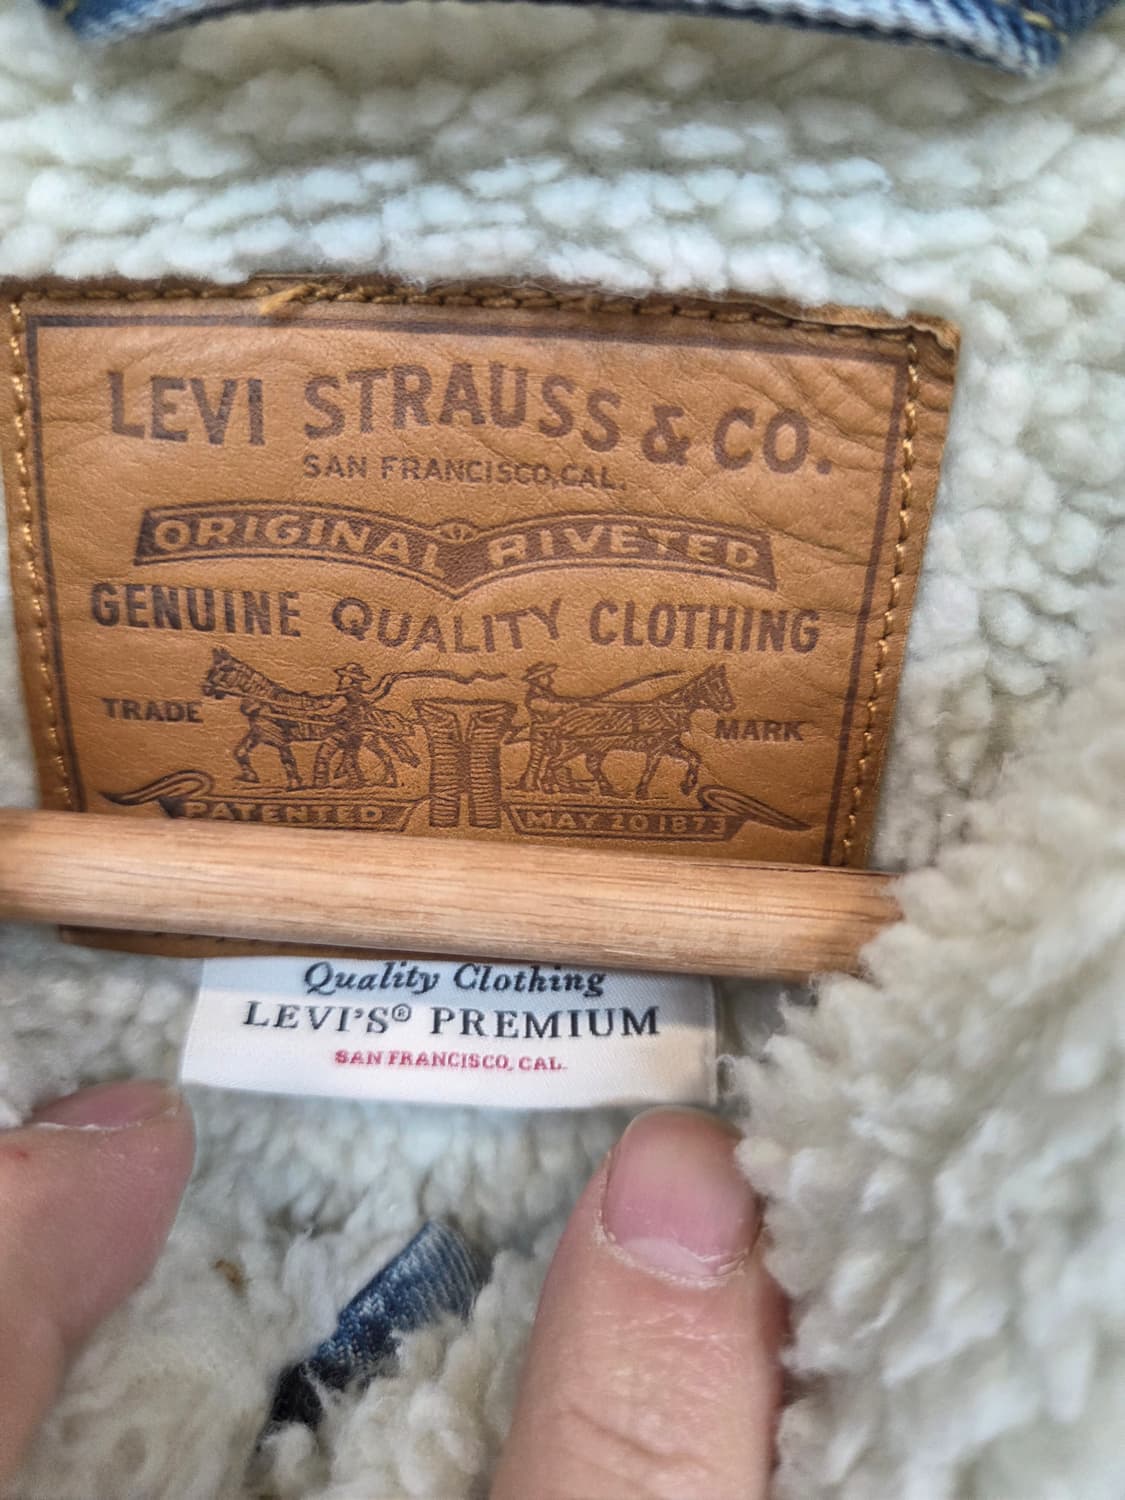 LEVI STRAUSS & CO.
SAN FRANCISCO, CAL.
ORIGINAL RIVETED
GENUINE QUALITY CLOTHING
TRADE MARK
PATENTED MAY 20 1873
Quality Clothing
LEVI'S® PREMIUM
SAN FRANCISCO, CAL.